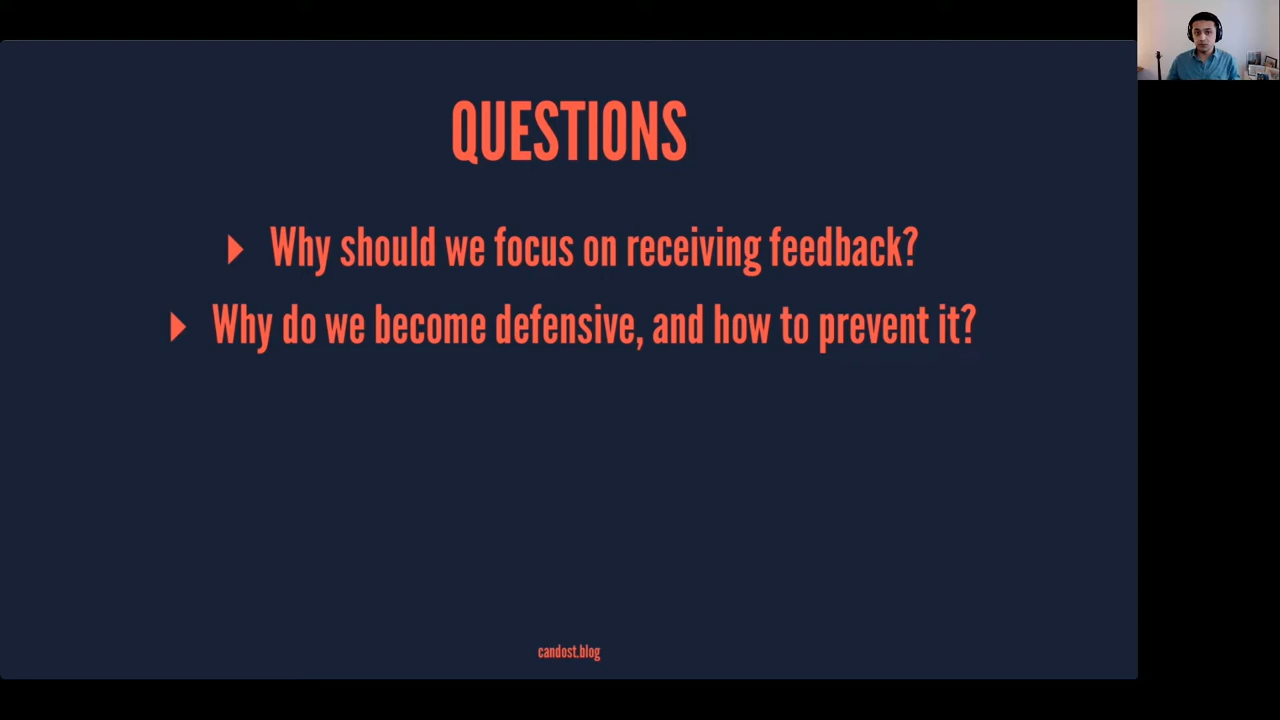 QUESTIONS
Why should we focus on receiving feedback?
Why do we become defensive, and how to prevent it?
candost.blog